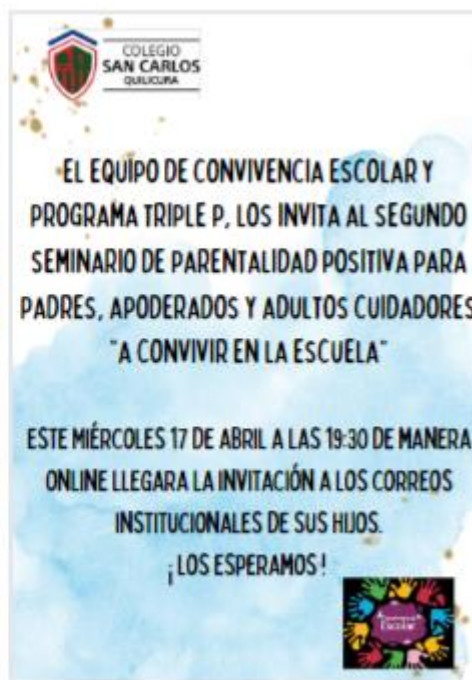 COLEGIO
SAN CARLOS
QUILICURA
EL EQUIPO DE CONVIVENCIA ESCOLAR Y
PROGRAMA TRIPLE P, LOS INVITA AL SEGUNDO
SEMINARIO DE PARENTALIDAD POSITIVA PARA
PADRES, APODERADOS Y ADULTOS CUIDADORES
"A CONVIVIR EN LA ESCUELA"
ESTE MIÉRCOLES 17 DE ABRIL A LAS 19:30 DE MANERA
ONLINE LLEGARA LA INVITACIÓN A LOS CORREOS
INSTITUCIONALES DE SUS HIJOS.
¡LOS ESPERAMOS!
ESCOLAR